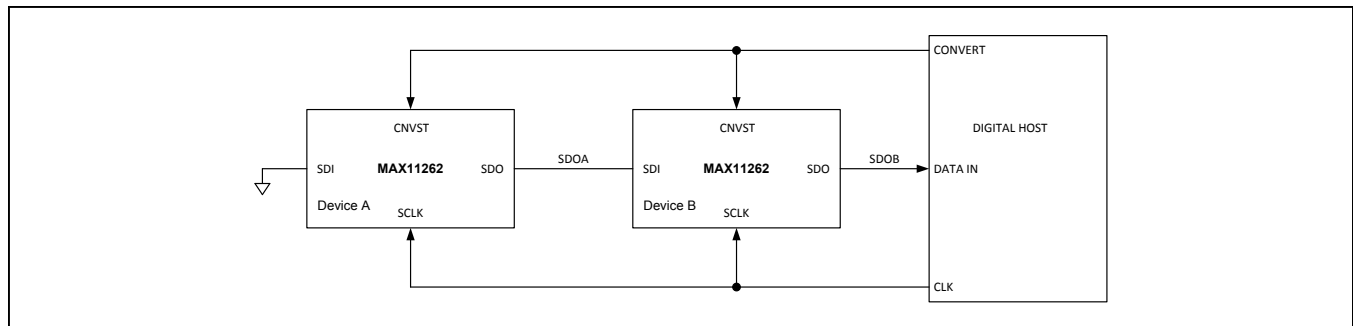 CONVERT
CNVST
CNVST
DIGITAL HOST
SDI
MAX11262
SDO
SDOA
SDI
MAX11262
SDO
SDOB
DATA IN
Device A
SCLK
Device B
SCLK
CLK